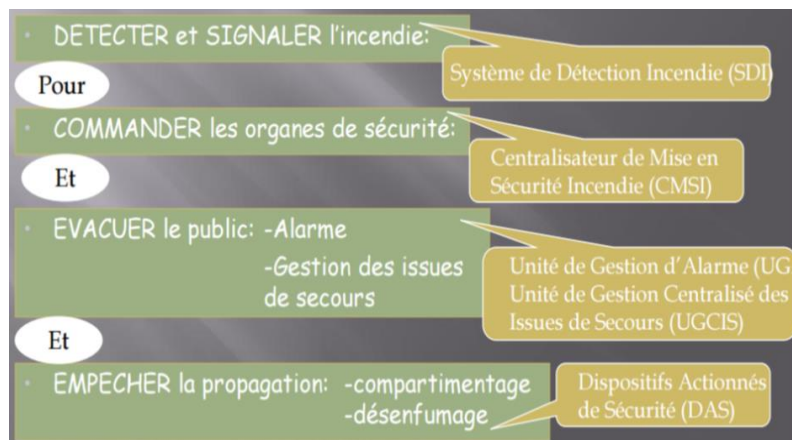 DETECTER et SIGNALER l'incendie:
Système de Détection Incendie (SDI)
Pour
COMMANDER les organes de sécurité:
Centralisateur de Mise en
Sécurité Incendie (CMSI)
Et
EVACUER le public: -Alarme
-Gestion des issues
de secours
Unité de Gestion d'Alarme (UG
Unité de Gestion Centralisé des
Issues de Secours (UGCIS)
Et
EMPECHER la propagation: -compartimentage
-désenfumage
Dispositifs Actionnés
de Sécurité (DAS)